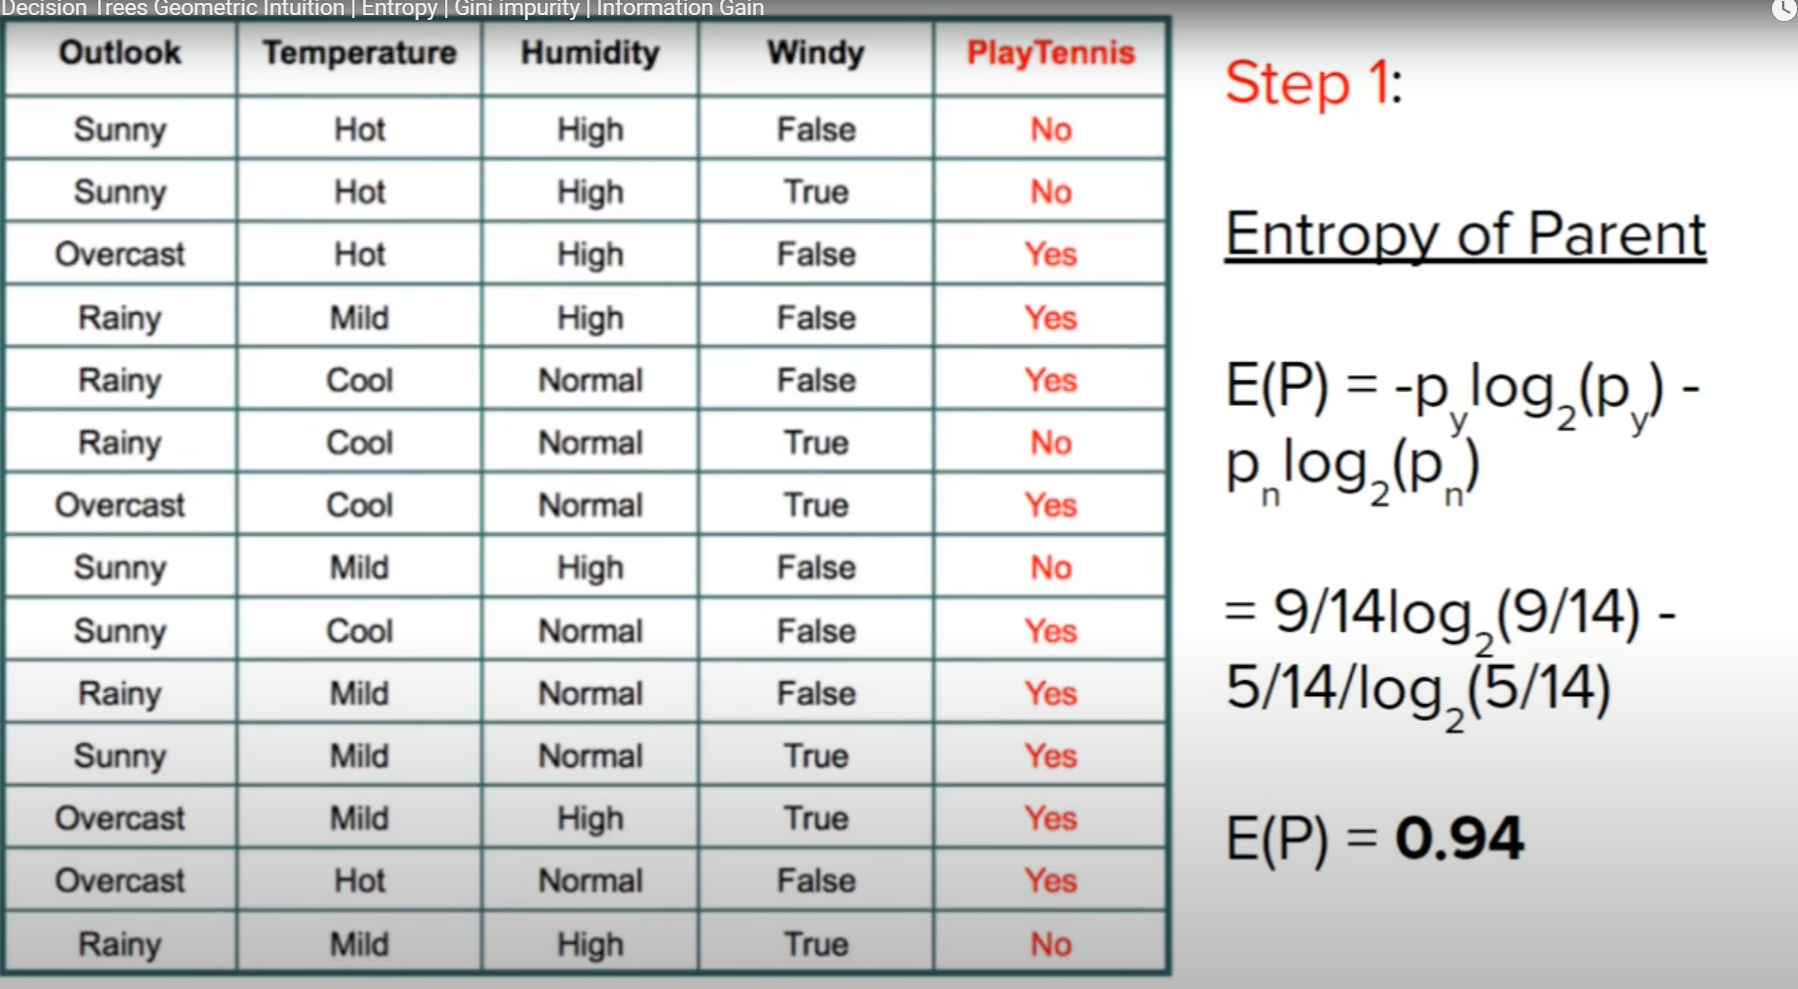 Decision Trees Geometric Intuition | Entropy | Gini impurity | Information Gain
Outlook Temperature Humidity Windy PlayTennis
Sunny Hot High False No
Sunny Hot High True No
Overcast Hot High False Yes
Rainy Mild High False Yes
Rainy Cool Normal False Yes
Rainy Cool Normal True No
Overcast Cool Normal True Yes
Sunny Mild High False No
Sunny Cool Normal False Yes
Rainy Mild Normal False Yes
Sunny Mild Normal True Yes
Overcast Mild High True Yes
Overcast Hot Normal False Yes
Rainy Mild High True No
Step 1:
Entropy of Parent
E(P) = -p_y log_2(p_y) -
p_n log_2(p_n)
= 9/14log_2(9/14) -
5/14/log_2(5/14)
E(P) = 0.94